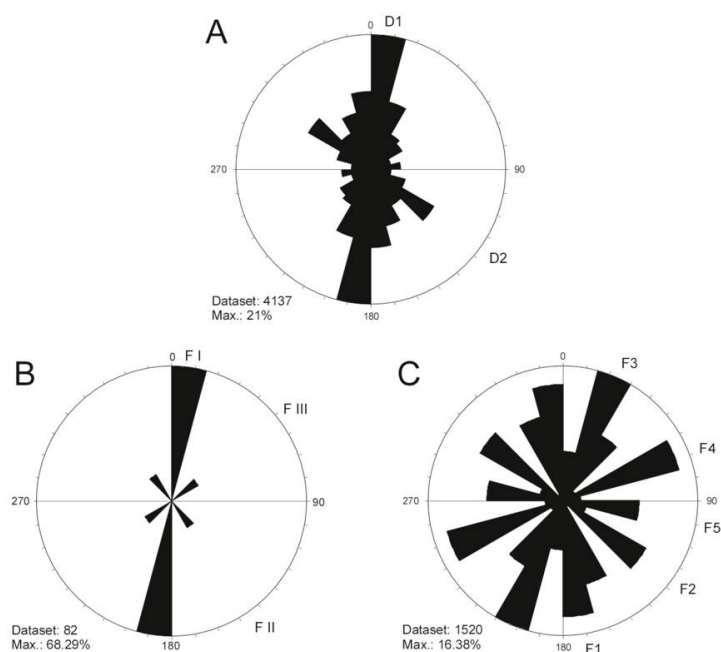 A
0
D1
270
90
D2
Dataset: 4137
Max.: 21%
180
B
0
F I
F III
270
90
F II
Dataset: 82
Max.: 68.29%
180
C
0
F3
F4
270
90
F5
F2
Dataset: 1520
Max.: 16.38%
180
F1